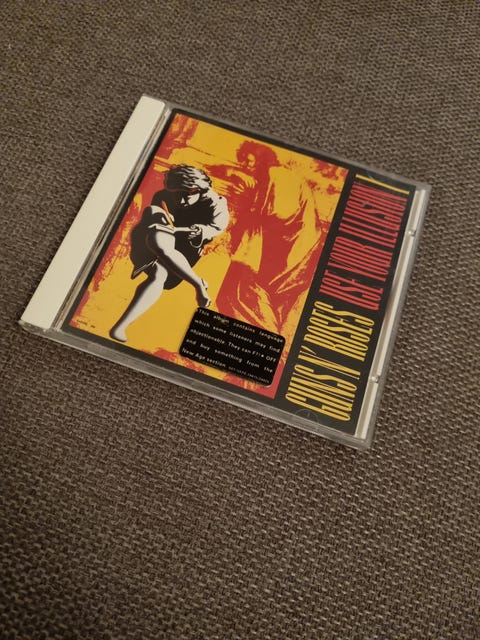 GUNS N' ROSES USE YOUR ILLUSION I
This album contains language
which some listeners may find
objectionable. They can F?!* OFF
and buy something from the
New Age section.